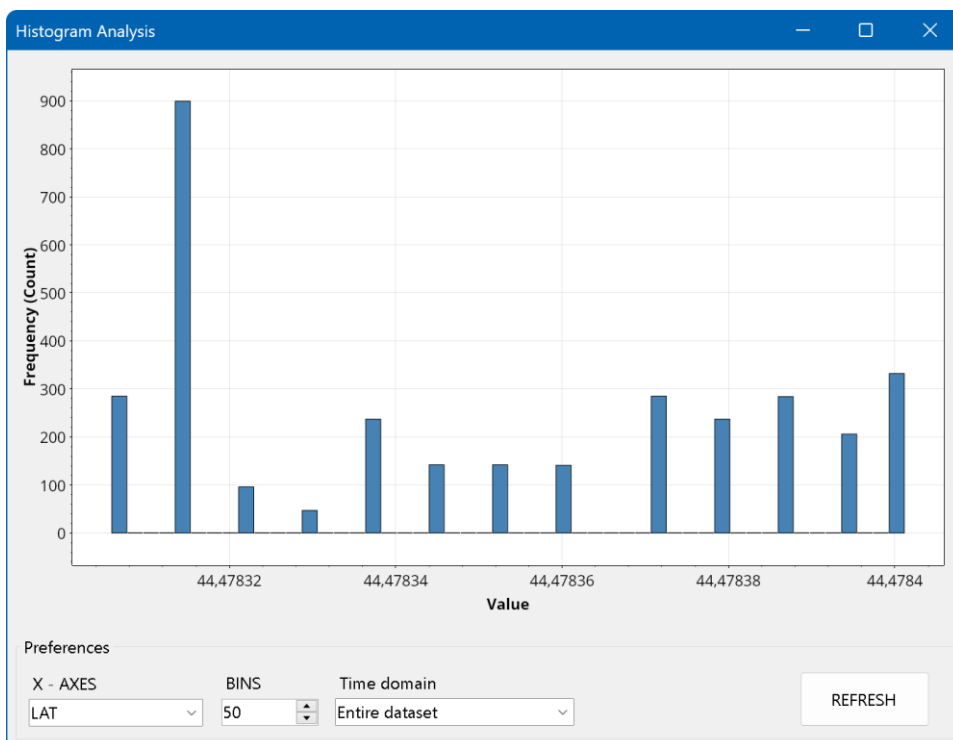 Histogram Analysis
900
800
700
600
500
400
300
200
100
0
Frequency (Count)
44,47832 44,47834 44,47836 44,47838 44,4784
Value
Preferences
X - AXES BINS Time domain
LAT 50 Entire dataset
REFRESH